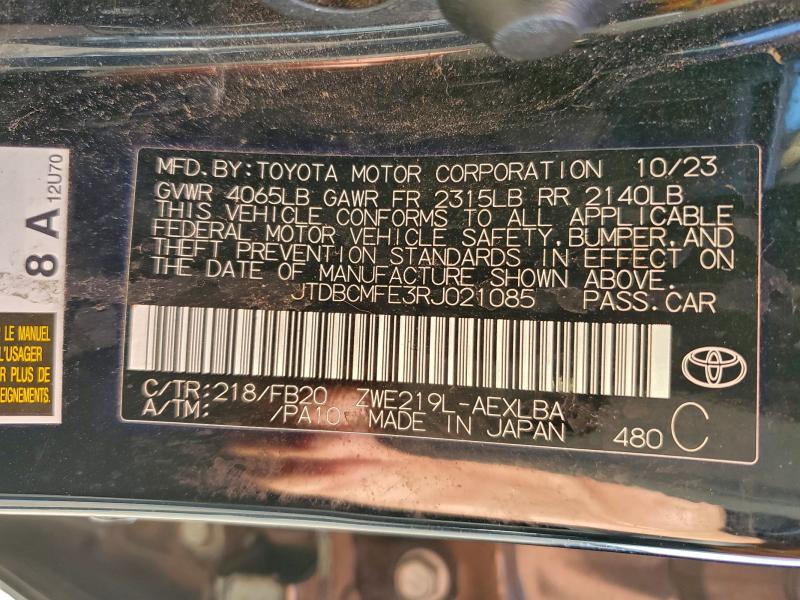 8 A
12U70
LE MANUEL
L'USAGER
PLUS DE
EIGNEMENTS.
MFD.BY:TOYOTA MOTOR CORPORATION 10/23
GVWR 4065LB GAWR FR 2315LB RR 2140LB
THIS VEHICLE CONFORMS TO ALL APPLICABLE
FEDERAL MOTOR VEHICLE SAFETY,BUMPER,AND
THEFT PREVENTION STANDARDS IN EFFECT ON
THE DATE OF MANUFACTURE SHOWN ABOVE.
JTDBCMFE3RJ021085 PASS.CAR
C/TR:218/FB20 ZWE219L-AEXLBA
A/TM: /PA10 MADE IN JAPAN
480 C